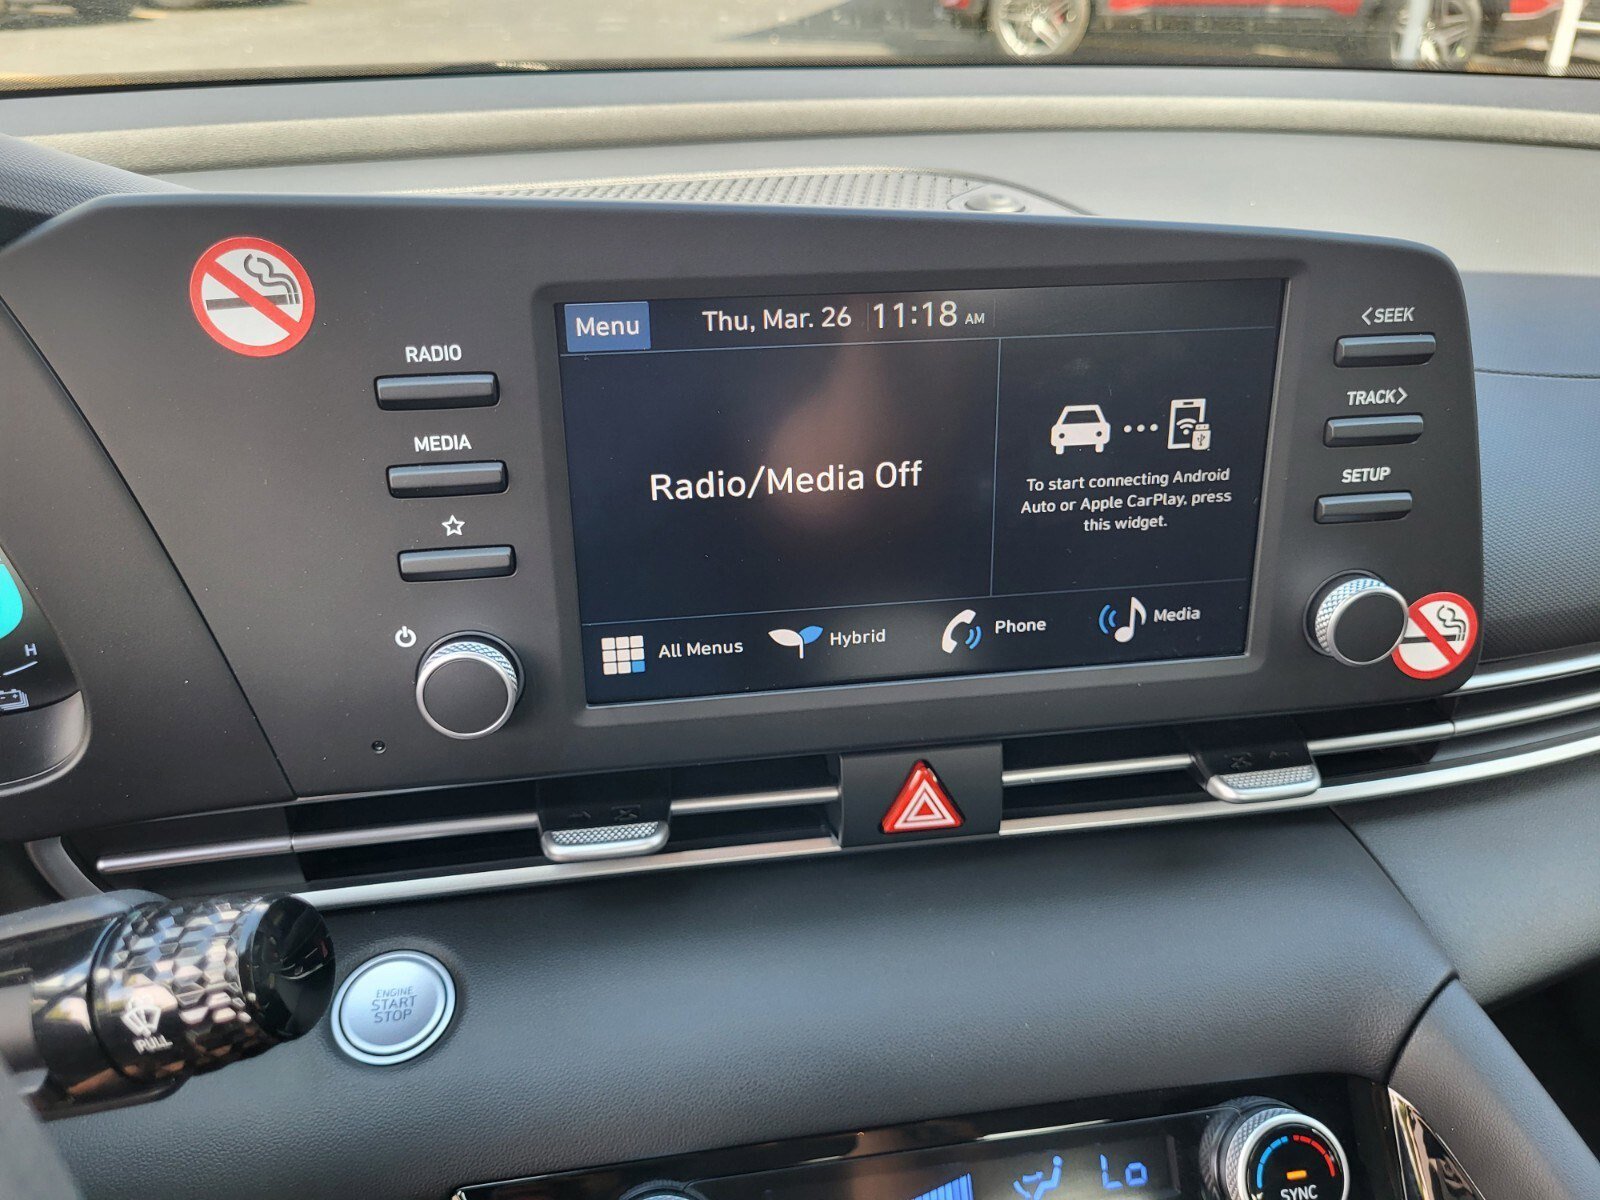 Menu
Thu, Mar. 26 11:18 AM
<SEEK
RADIO
TRACK>
MEDIA
Radio/Media Off
To start connecting Android
Auto or Apple CarPlay, press
this widget.
SETUP
All Menus
Hybrid
Phone
Media
H
ENGINE
START
STOP
PULL
Lo
SYNC